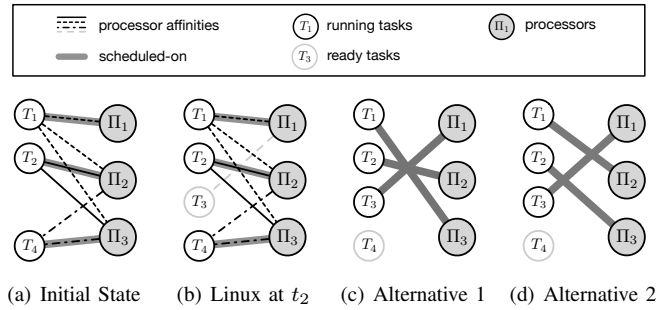 processor affinities T₁ running tasks Π₁ processors
scheduled-on T₃ ready tasks
T₁ Π₁ T₁ Π₁ T₁ Π₁ T₁ Π₁
T₂ Π₂ T₂ Π₂ T₂ Π₂ T₂ Π₂
T₃ T₃ T₃
T₄ Π₃ T₄ Π₃ T₄ Π₃ T₄ Π₃
(a) Initial State (b) Linux at t₂ (c) Alternative 1 (d) Alternative 2